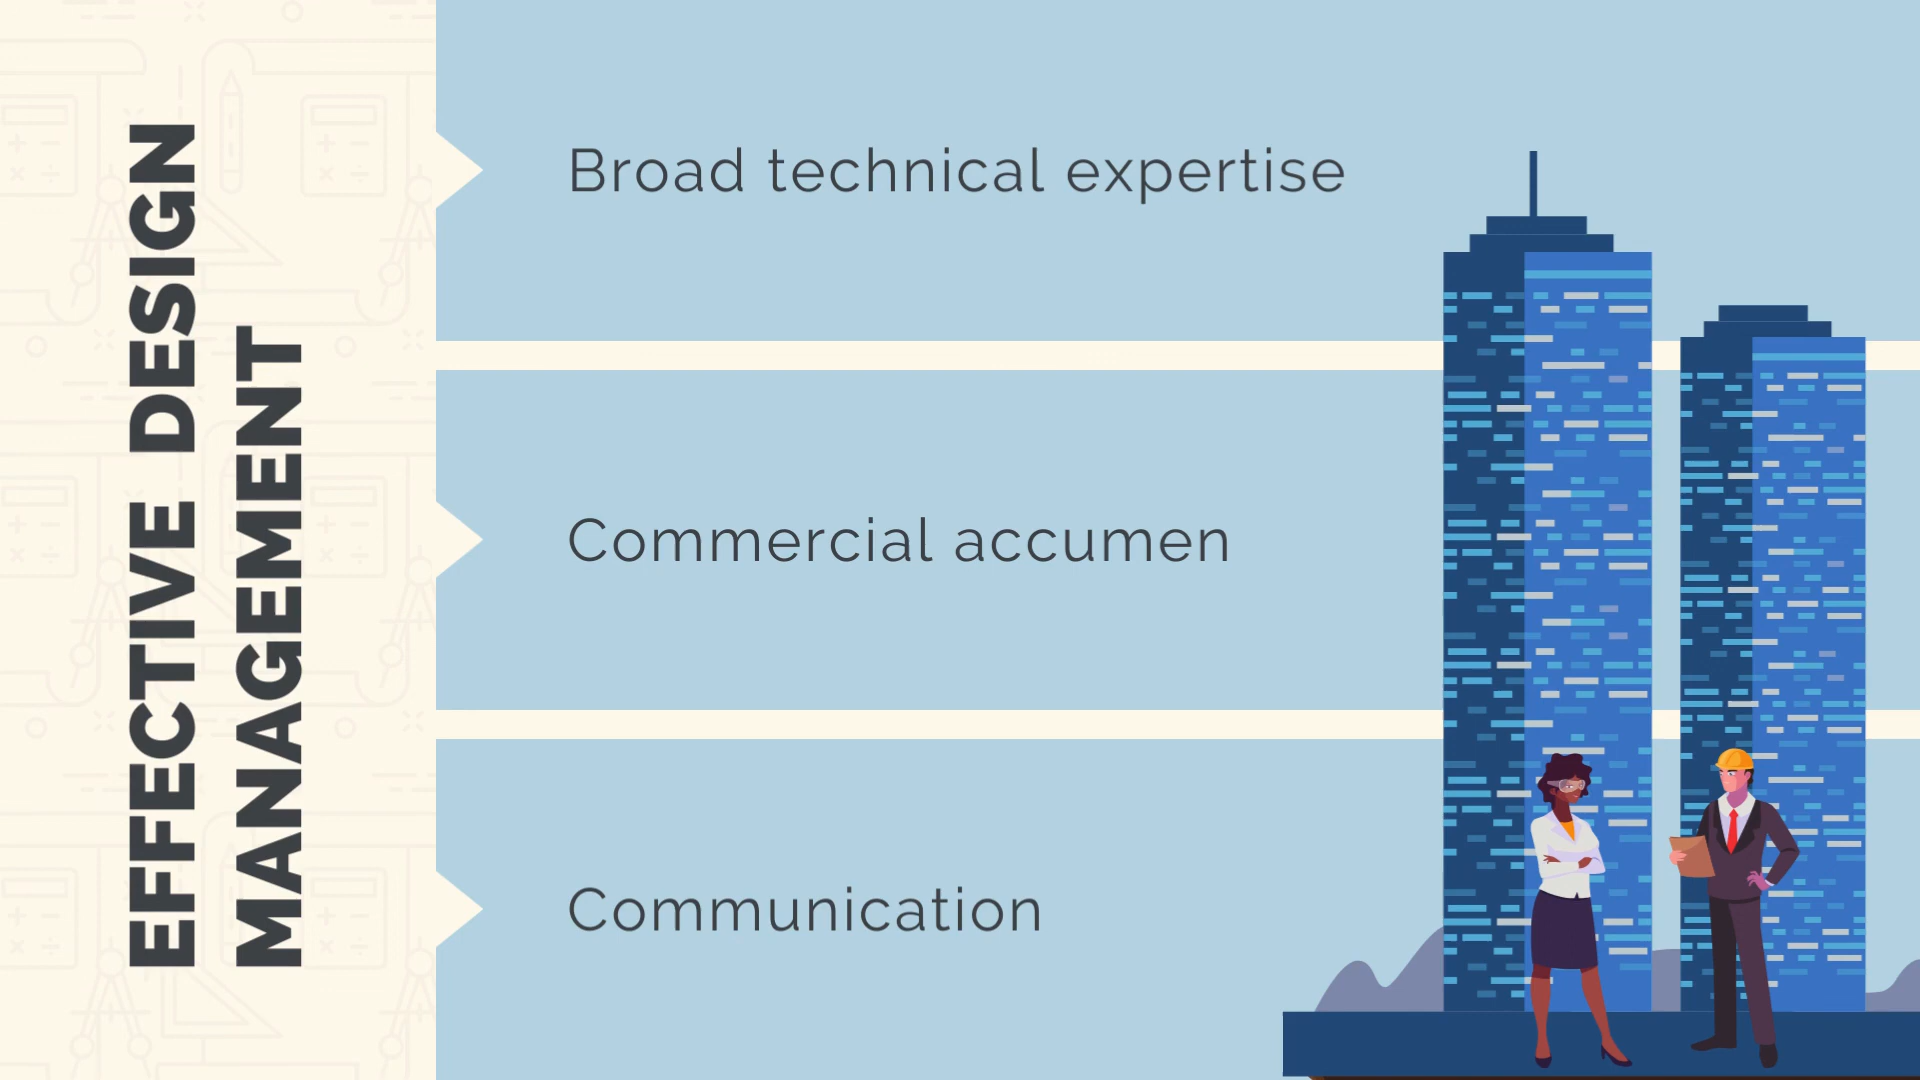 EFFECTIVE DESIGN
MANAGEMENT
Broad technical expertise
Commercial accumen
Communication